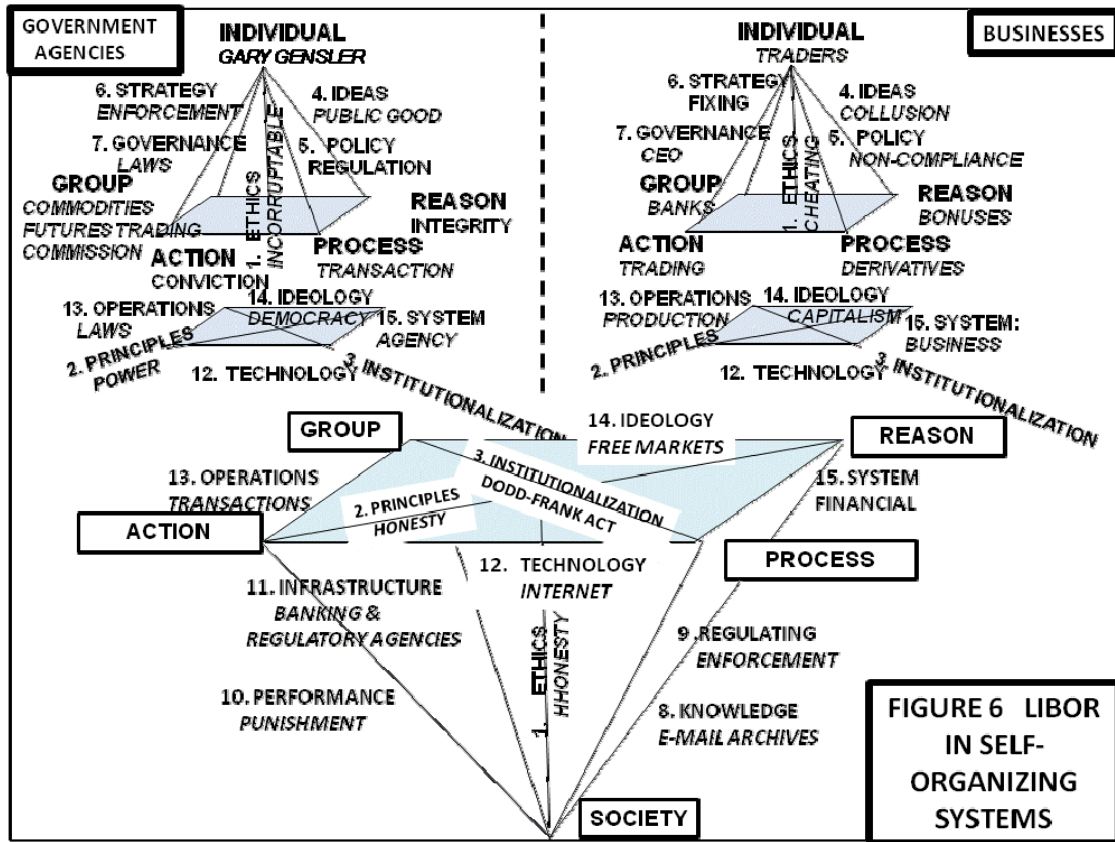 GOVERNMENT
AGENCIES
INDIVIDUAL
GARY GENSLER
6. STRATEGY
ENFORCEMENT
4. IDEAS
PUBLIC GOOD
7. GOVERNANCE
LAWS
5. POLICY
REGULATION
1. ETHICS
INCORRUPTABLE
GROUP
COMMODITIES
FUTURES TRADING
COMMISSION
REASON
INTEGRITY
ACTION
CONVICTION
PROCESS
TRANSACTION
13. OPERATIONS
LAWS
14. IDEOLOGY
DEMOCRACY
15. SYSTEM
AGENCY
2. PRINCIPLES
POWER
12. TECHNOLOGY
3. INSTITUTIONALIZATION
BUSINESSES
INDIVIDUAL
TRADERS
6. STRATEGY
FIXING
4. IDEAS
COLLUSION
7. GOVERNANCE
CEO
5. POLICY
NON-COMPLIANCE
1. ETHICS
CHEATING
GROUP
BANKS
REASON
BONUSES
ACTION
TRADING
PROCESS
DERIVATIVES
13. OPERATIONS
PRODUCTION
14. IDEOLOGY
CAPITALISM
15. SYSTEM:
BUSINESS
2. PRINCIPLES
12. TECHNOLOGY
3. INSTITUTIONALIZATION
GROUP
14. IDEOLOGY
FREE MARKETS
REASON
13. OPERATIONS
TRANSACTIONS
3. INSTITUTIONALIZATION
DODD-FRANK ACT
15. SYSTEM
FINANCIAL
2. PRINCIPLES
HONESTY
ACTION
PROCESS
12. TECHNOLOGY
INTERNET
11. INFRASTRUCTURE
BANKING &
REGULATORY AGENCIES
1. ETHICS
HHONESTY
9 .REGULATING
ENFORCEMENT
10. PERFORMANCE
PUNISHMENT
8. KNOWLEDGE
E-MAIL ARCHIVES
SOCIETY
FIGURE 6 LIBOR
IN SELF-
ORGANIZING
SYSTEMS